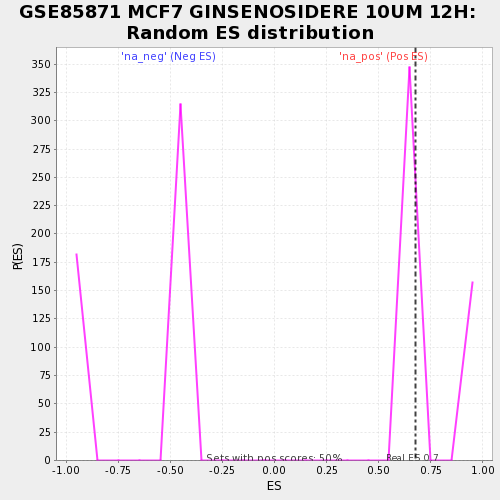 GSE85871 MCF7 GINSENOSIDERE 10UM 12H:
Random ES distribution
'na_neg' (Neg ES)
'na_pos' (Pos ES)
350
325
300
275
250
225
200
175
150
125
100
75
50
25
0
P(ES)
Sets with pos scores: 50%
Real ES 0.7
-1.00 -0.75 -0.50 -0.25 0.00 0.25 0.50 0.75 1.00
ES